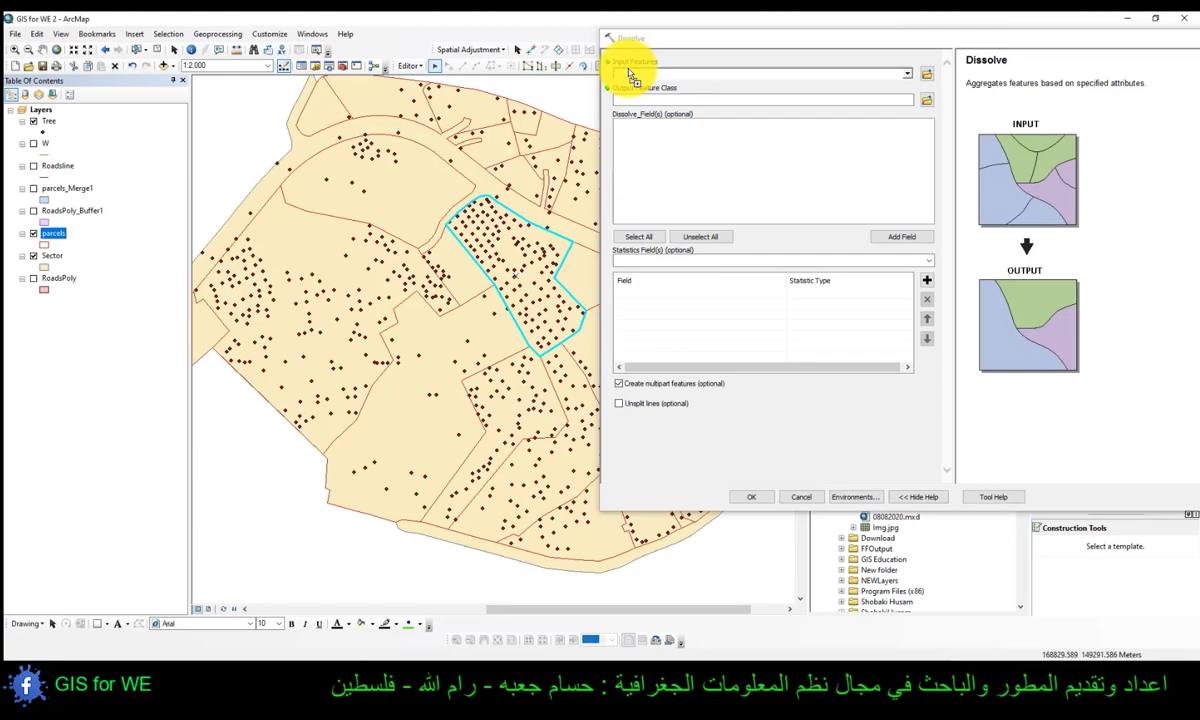 GIS for WE 2 - ArcMap
File Edit View Bookmarks Insert Selection Geoprocessing Customize Windows Help
Spatial Adjustment
1:2,000
Editor
Table Of Contents
Layers
Tree
W
Roadsline
parcels_Merge1
RoadsPoly_Buffer1
parcels
Sector
RoadsPoly
Dissolve
Input Features
Output Feature Class
Dissolve_Field(s) (optional)
Select All
Unselect All
Add Field
Statistics Field(s) (optional)
Field
Statistic Type
Create multipart features (optional)
Unsplit lines (optional)
OK
Cancel
Environments...
<< Hide Help
Tool Help
Dissolve
Aggregates features based on specified attributes.
INPUT
OUTPUT
08082020.mxd
Img.jpg
Download
FFOutput
GIS Education
New folder
NEWLayers
Program Files (x86)
Shobaki Husam
Construction Tools
Select a template.
Drawing
A
Arial
10
B I U A
168829.589 149291.586 Meters
GIS for WE
اعداد وتقديم المطور والباحث في مجال نظم المعلومات الجغرافية : حسام جعبه - رام الله - فلسطين